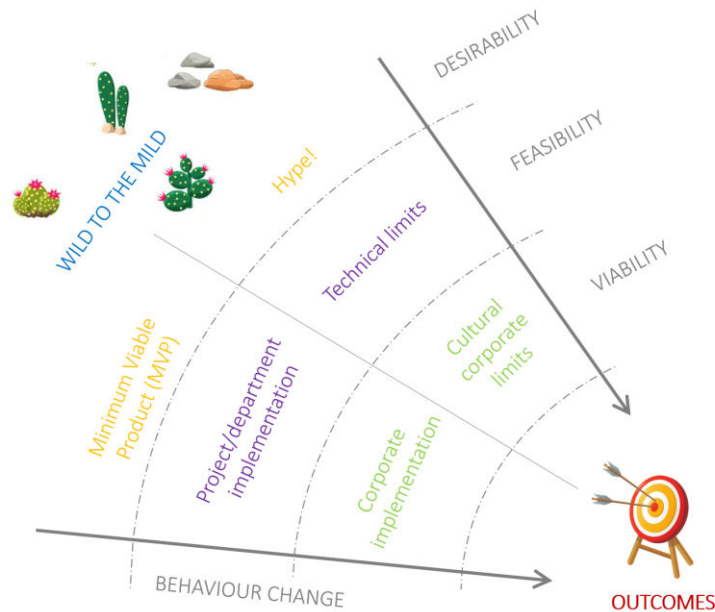 DESIRABILITY
FEASIBILITY
VIABILITY
WILD TO THE MILD
Hype!
Technical limits
Cultural
corporate
limits
Minimum Viable
Product (MVP)
Project/department
implementation
Corporate
implementation
BEHAVIOUR CHANGE
OUTCOMES